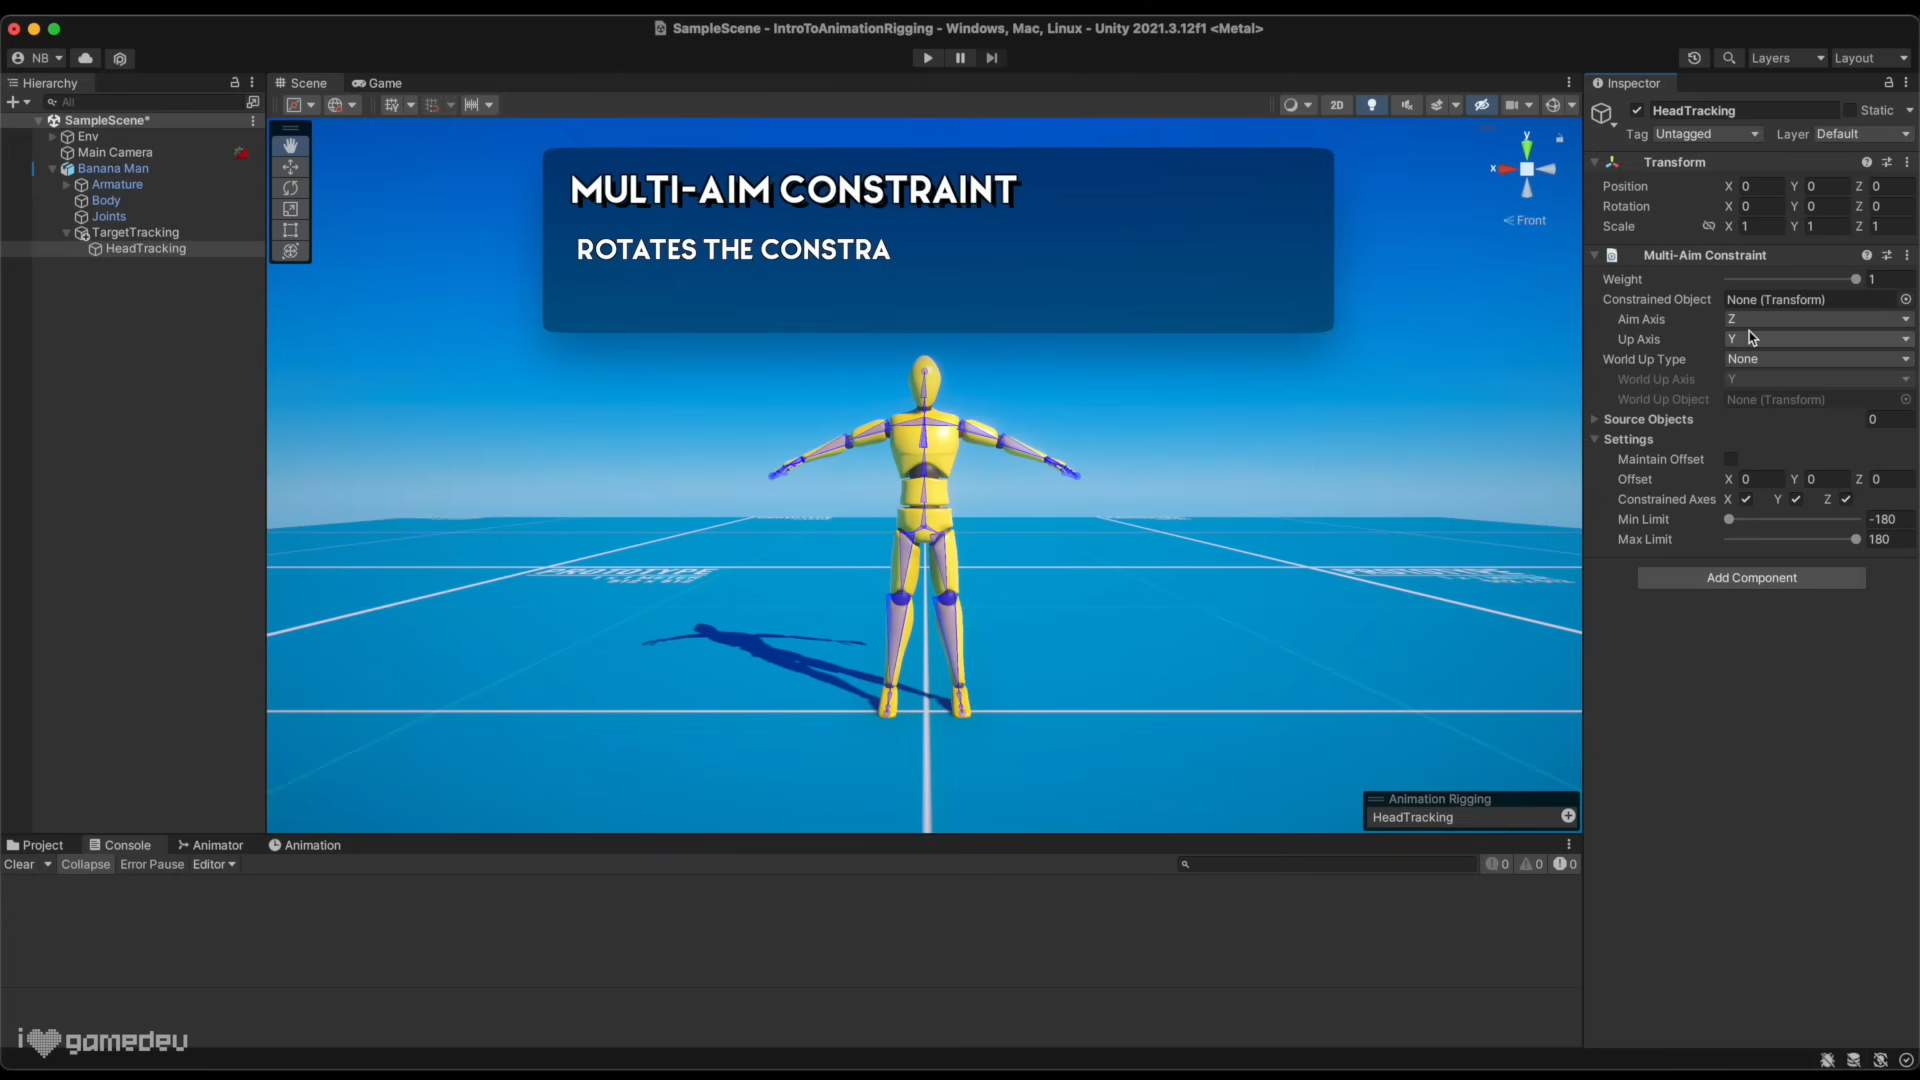 SampleScene - IntroToAnimationRigging - Windows, Mac, Linux - Unity 2021.3.12f1 <Metal>
NB
Layers
Layout
Hierarchy
Scene
Game
Inspector
All
2D
HeadTracking
Static
SampleScene*
Env
Main Camera
Banana Man
Armature
Body
Joints
TargetTracking
HeadTracking
Tag Untagged
Layer Default
Transform
Position X 0 Y 0 Z 0
Rotation X 0 Y 0 Z 0
Scale X 1 Y 1 Z 1
Multi-Aim Constraint
Weight 1
Constrained Object None (Transform)
Aim Axis Z
Up Axis Y
World Up Type None
World Up Axis Y
World Up Object None (Transform)
Source Objects 0
Settings
Maintain Offset
Offset X 0 Y 0 Z 0
Constrained Axes X Y Z
Min Limit -180
Max Limit 180
Add Component
MULTI-AIM CONSTRAINT
ROTATES THE CONSTRA
y
x
Front
PROTOTYPE
Animation Rigging
HeadTracking
Project
Console
Animator
Animation
Clear
Collapse
Error Pause
Editor
0
0
0
i gamedev